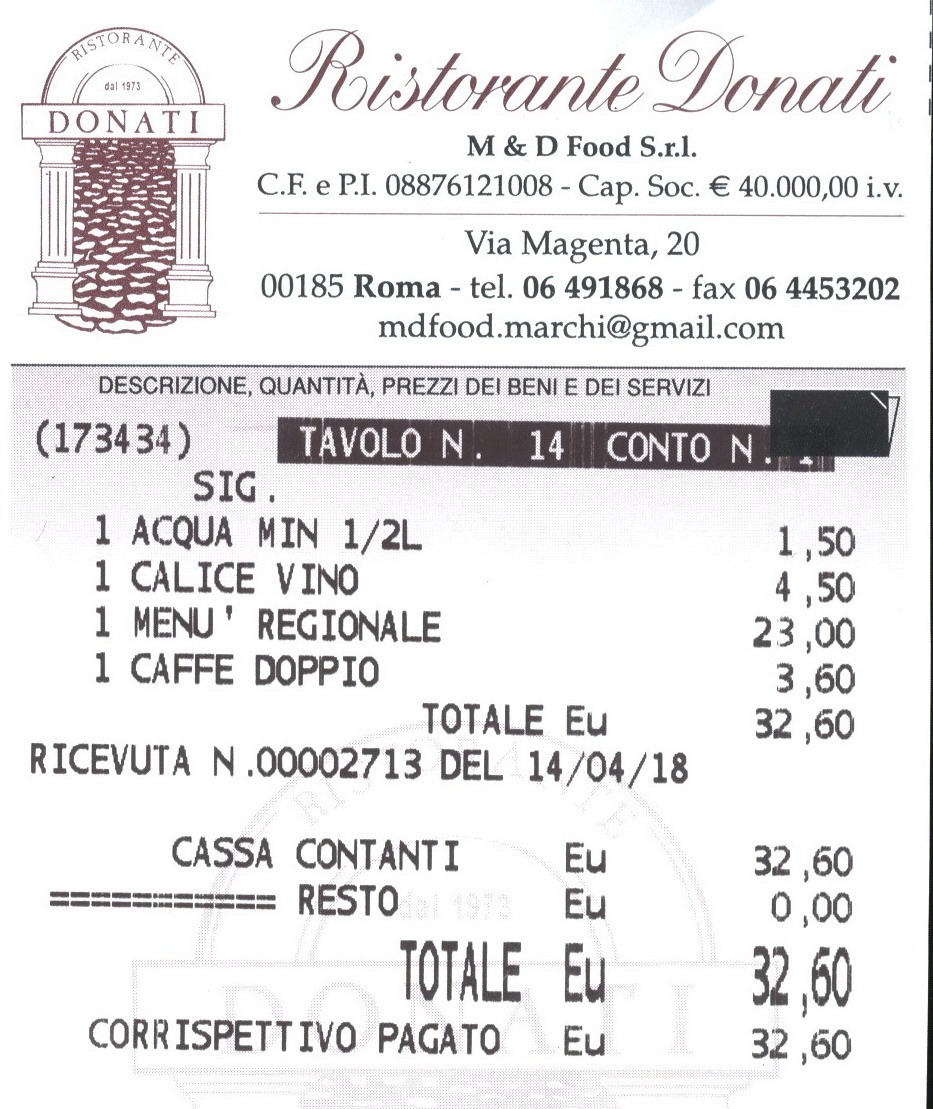 RISTORANTE
dal 1973
DONATI
Ristorante Donati
M & D Food S.r.l.
C.F. e P.I. 08876121008 - Cap. Soc. € 40.000,00 i.v.
Via Magenta, 20
00185 Roma - tel. 06 491868 - fax 06 4453202
mdfood.marchi@gmail.com
DESCRIZIONE, QUANTITÀ, PREZZI DEI BENI E DEI SERVIZI
(173434) TAVOLO N. 14 CONTO N.
SIG.
1 ACQUA MIN 1/2L 1,50
1 CALICE VINO 4,50
1 MENU' REGIONALE 23,00
1 CAFFE DOPPIO 3,60
TOTALE Eu 32,60
RICEVUTA N.00002713 DEL 14/04/18
RISTORANTE
CASSA CONTANTI Eu 32,60
=========== RESTO Eu 0,00
dal 1973
TOTALE Eu 32,60
DONATI
CORRISPETTIVO PAGATO Eu 32,60